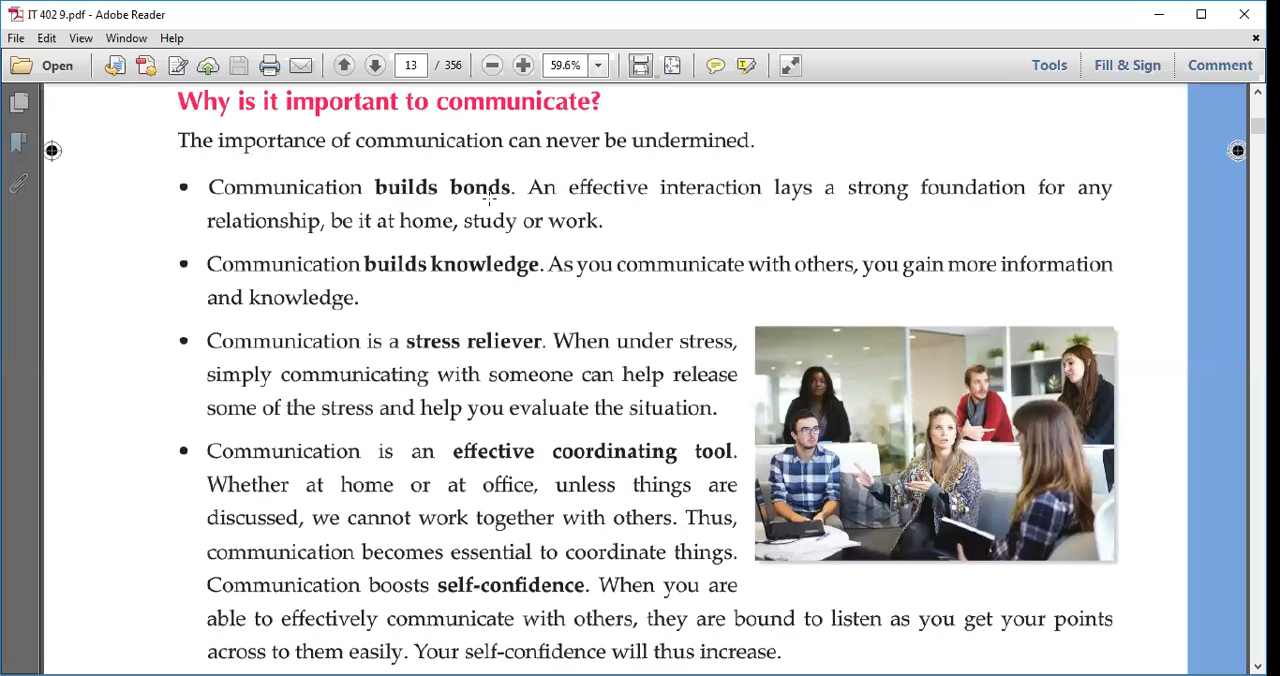 IT 402 9.pdf - Adobe Reader
File Edit View Window Help
Open 13 / 356 59.6% Tools Fill & Sign Comment
Why is it important to communicate?
The importance of communication can never be undermined.
• Communication builds bonds. An effective interaction lays a strong foundation for any
relationship, be it at home, study or work.
• Communication builds knowledge. As you communicate with others, you gain more information
and knowledge.
• Communication is a stress reliever. When under stress,
simply communicating with someone can help release
some of the stress and help you evaluate the situation.
• Communication is an effective coordinating tool.
Whether at home or at office, unless things are
discussed, we cannot work together with others. Thus,
communication becomes essential to coordinate things.
Communication boosts self-confidence. When you are
able to effectively communicate with others, they are bound to listen as you get your points
across to them easily. Your self-confidence will thus increase.